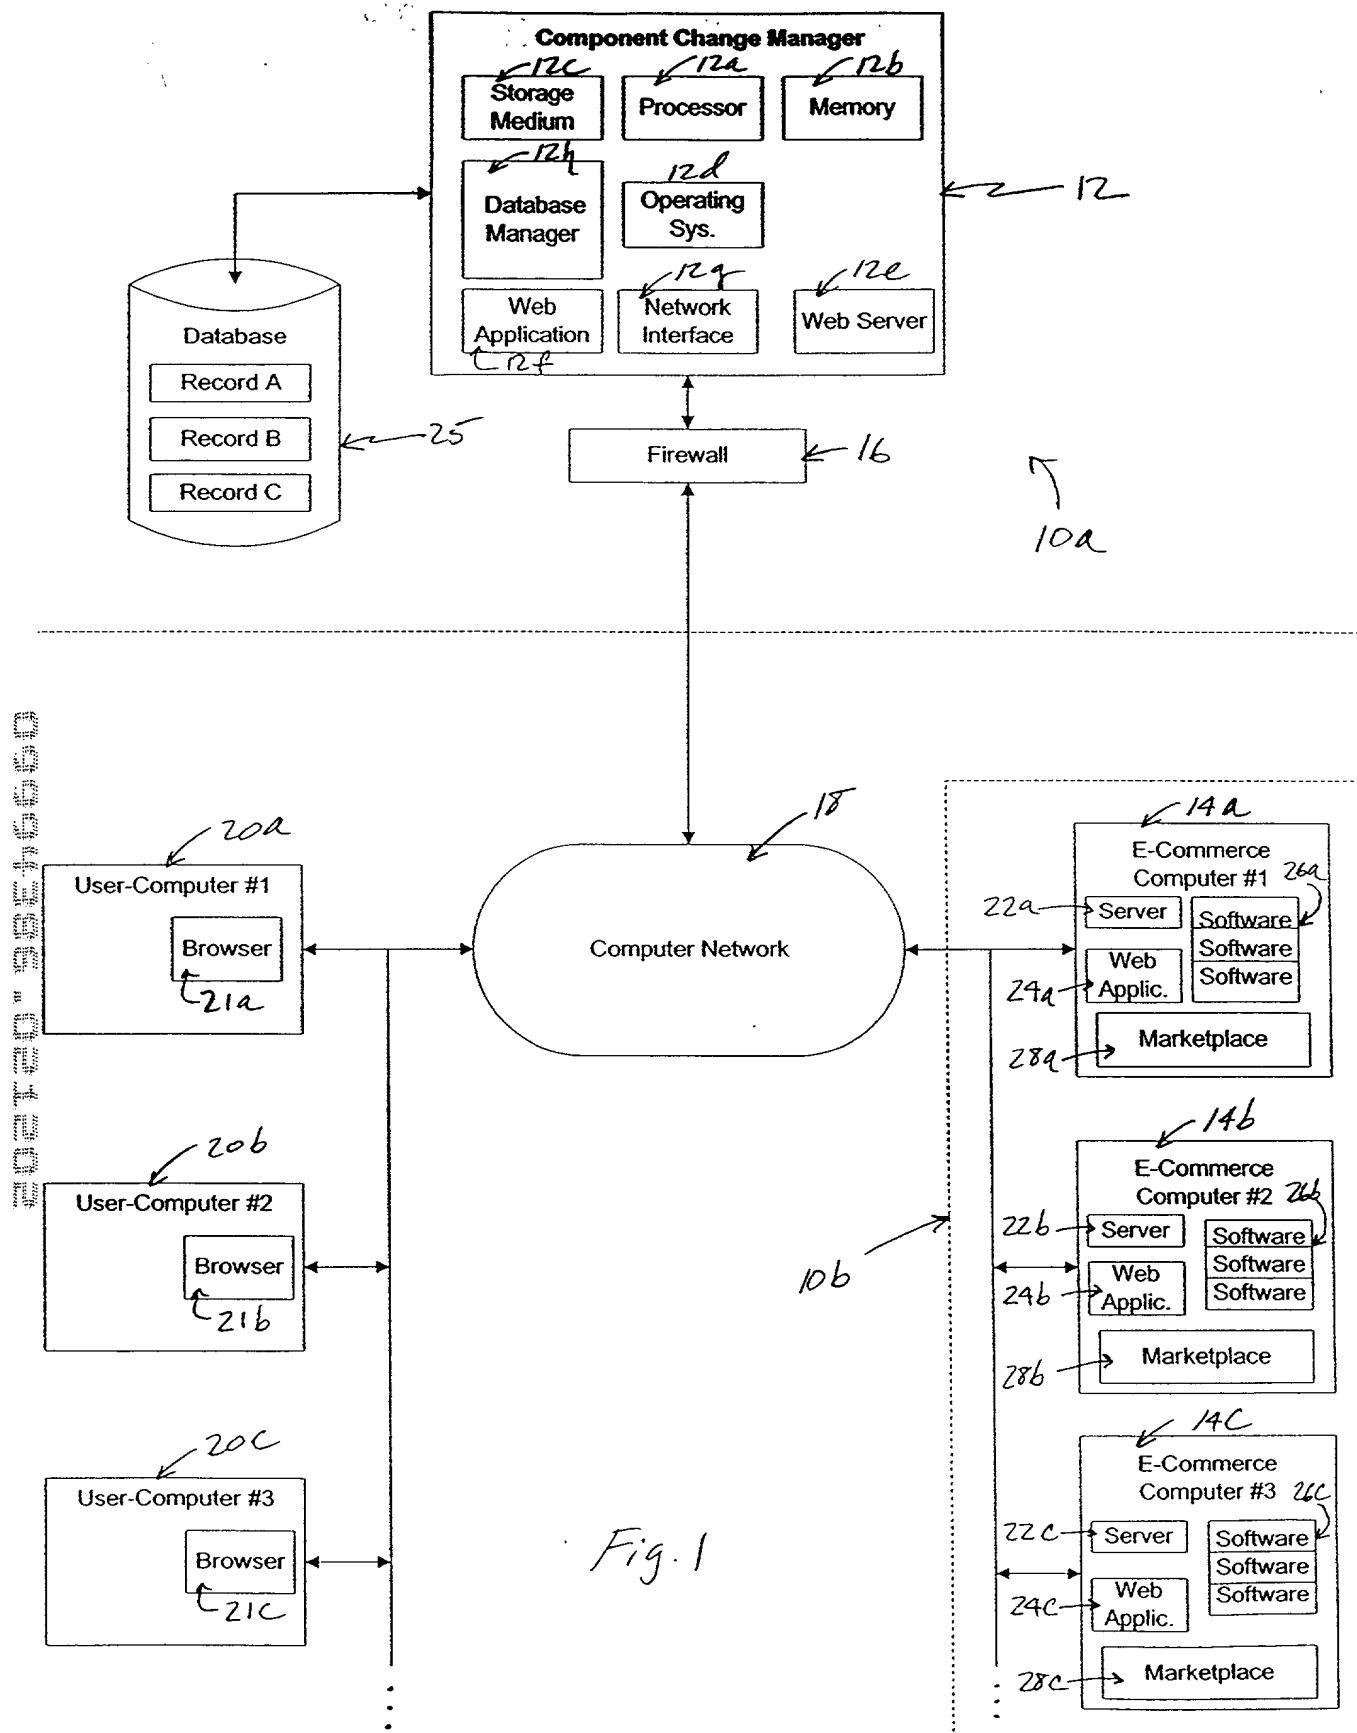 Component Change Manager
12c
12a
12b
Storage
Medium
Processor
Memory
12h
12d
Database
Manager
Operating
Sys.
12
12g
12e
Web
Application
Network
Interface
Web Server
12f
Database
Record A
Record B
Record C
25
Firewall
16
10a
18
Computer Network
20a
User-Computer #1
Browser
21a
20b
User-Computer #2
Browser
21b
20c
User-Computer #3
Browser
21c
10b
14a
E-Commerce
Computer #1
26a
22a
Server
Software
Software
Software
24a
Web
Applic.
28a
Marketplace
14b
E-Commerce
Computer #2
26b
22b
Server
Software
Software
Software
24b
Web
Applic.
28b
Marketplace
14c
E-Commerce
Computer #3
26c
22c
Server
Software
Software
Software
24c
Web
Applic.
28c
Marketplace
Fig. 1